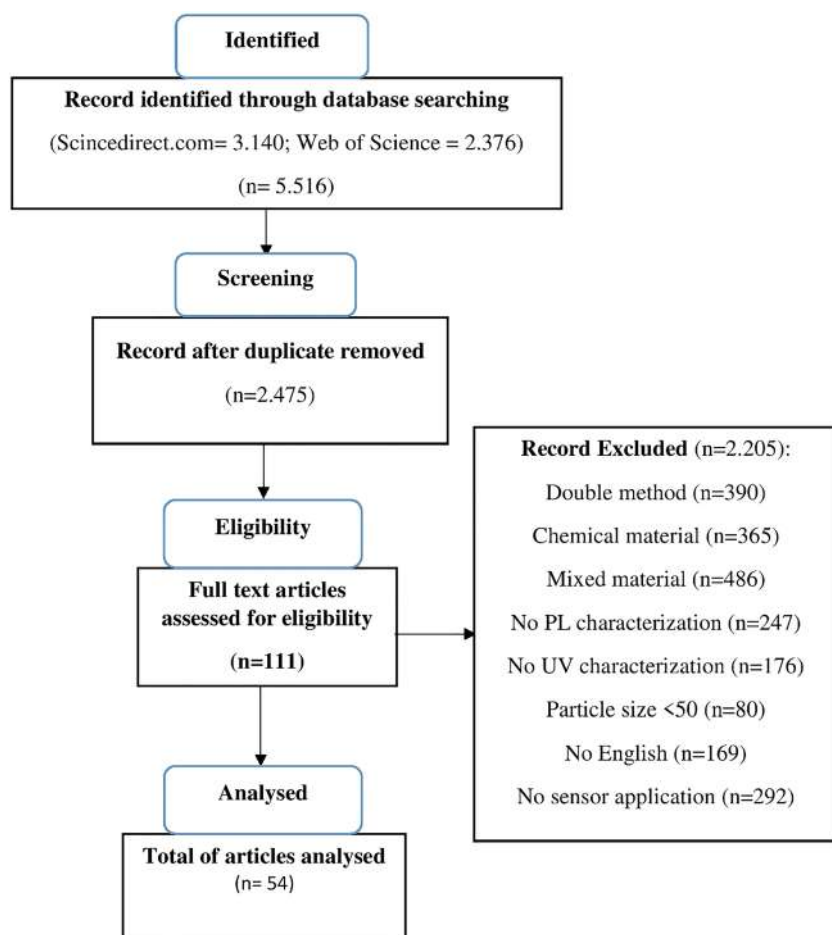 Identified
Record identified through database searching
(Scincedirect.com= 3.140; Web of Science = 2.376)
(n= 5.516)
Screening
Record after duplicate removed
(n=2.475)
Eligibility
Full text articles
assessed for eligibility
(n=111)
Record Excluded (n=2.205):
Double method (n=390)
Chemical material (n=365)
Mixed material (n=486)
No PL characterization (n=247)
No UV characterization (n=176)
Particle size <50 (n=80)
No English (n=169)
No sensor application (n=292)
Analysed
Total of articles analysed
(n= 54)